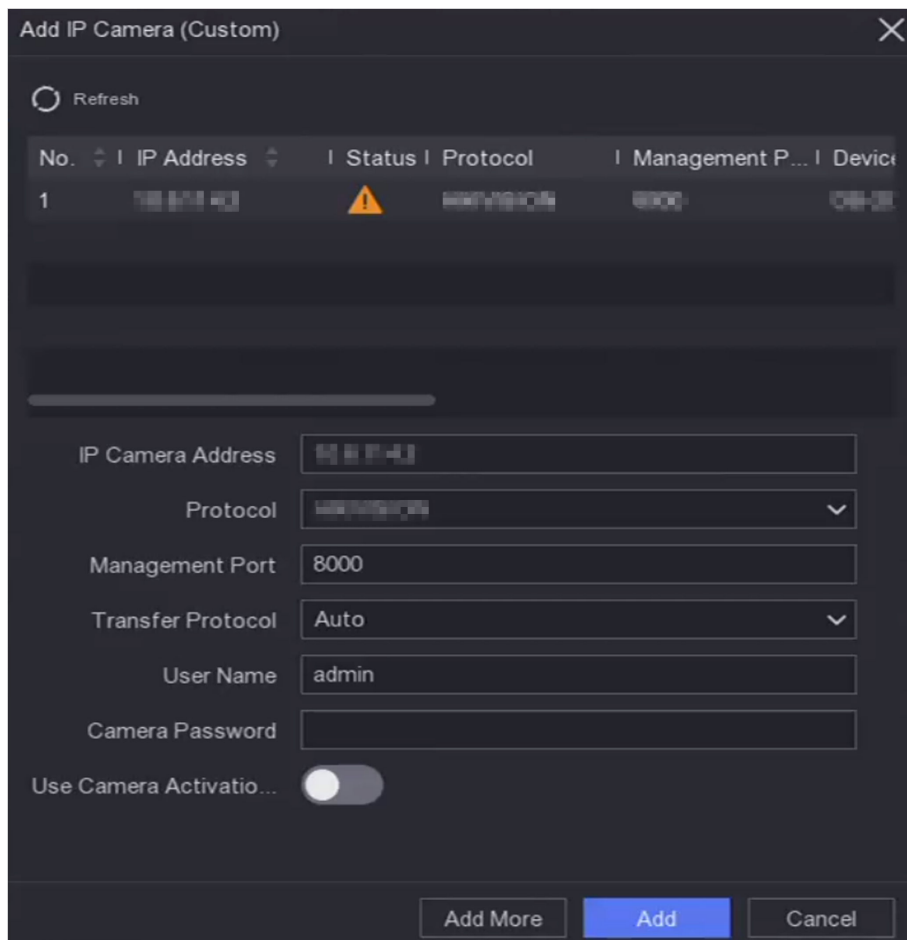 Add IP Camera (Custom)
Refresh
No. IP Address Status Protocol Management P... Device
1
IP Camera Address
Protocol
Management Port 8000
Transfer Protocol Auto
User Name admin
Camera Password
Use Camera Activatio...
Add More Add Cancel